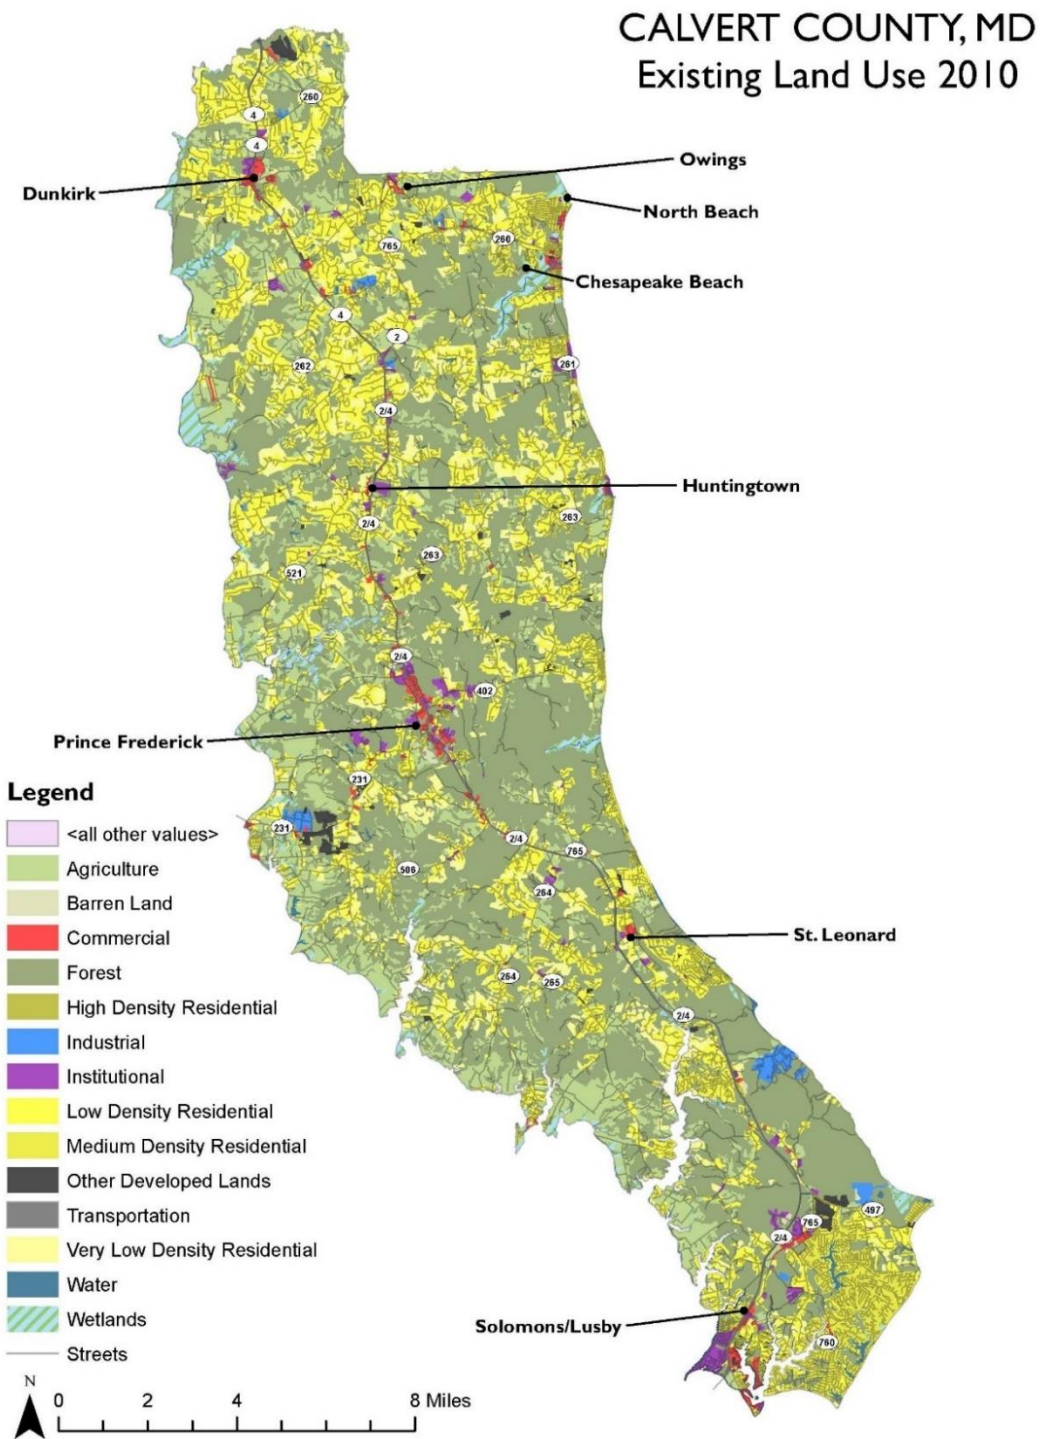 CALVERT COUNTY, MD
Existing Land Use 2010
260
4
4
Owings
Dunkirk
North Beach
765
260
Chesapeake Beach
4
2
262
261
2/4
Huntingtown
2/4
263
263
521
2/4
402
Prince Frederick
231
231
2/4
765
506
264
St. Leonard
264
265
2/4
497
765
2/4
Solomons/Lusby
760
Legend
<all other values>
Agriculture
Barren Land
Commercial
Forest
High Density Residential
Industrial
Institutional
Low Density Residential
Medium Density Residential
Other Developed Lands
Transportation
Very Low Density Residential
Water
Wetlands
Streets
N
0 2 4 8 Miles